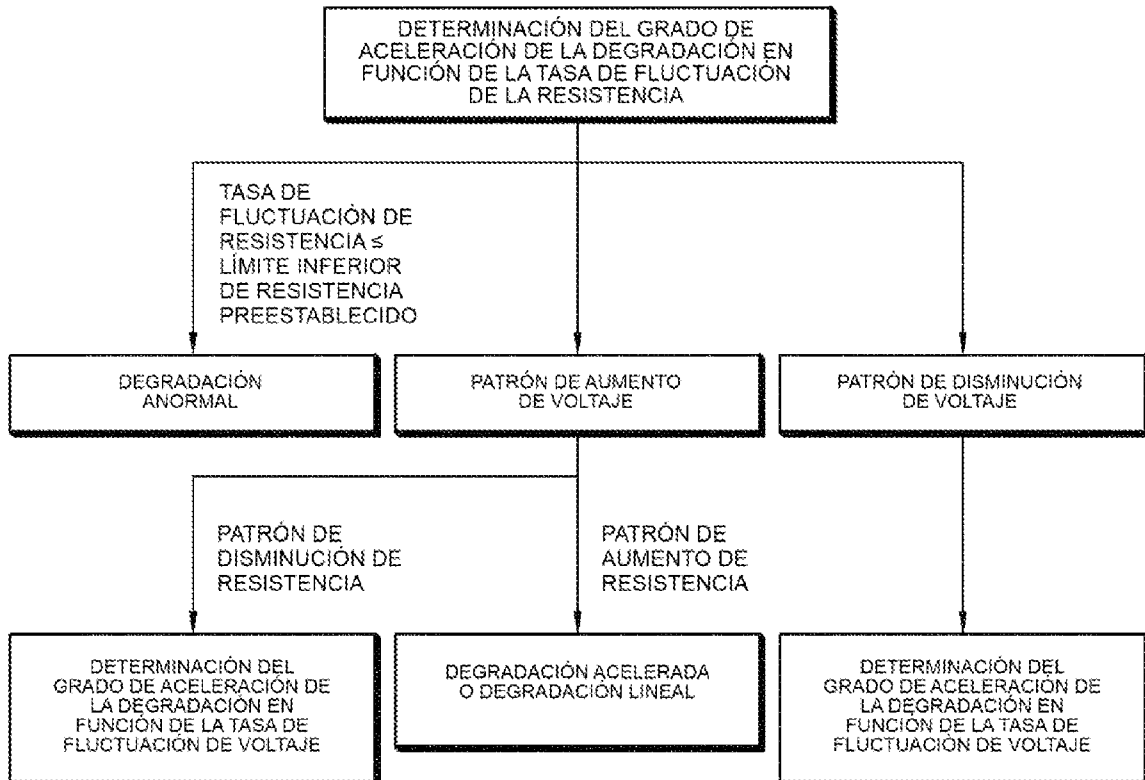 DETERMINACIÓN DEL GRADO DE
ACELERACIÓN DE LA DEGRADACIÓN EN
FUNCIÓN DE LA TASA DE FLUCTUACIÓN
DE LA RESISTENCIA
TASA DE
FLUCTUACIÓN DE
RESISTENCIA ≤
LÍMITE INFERIOR
DE RESISTENCIA
PREESTABLECIDO
DEGRADACIÓN
ANORMAL
PATRÓN DE AUMENTO
DE VOLTAJE
PATRÓN DE DISMINUCIÓN
DE VOLTAJE
PATRÓN DE
DISMINUCIÓN DE
RESISTENCIA
PATRÓN DE
AUMENTO DE
RESISTENCIA
DETERMINACIÓN DEL
GRADO DE ACELERACIÓN DE
LA DEGRADACIÓN EN
FUNCIÓN DE LA TASA DE
FLUCTUACIÓN DE VOLTAJE
DEGRADACIÓN ACELERADA
O DEGRADACIÓN LINEAL
DETERMINACIÓN DEL
GRADO DE ACELERACIÓN DE
LA DEGRADACIÓN EN
FUNCIÓN DE LA TASA DE
FLUCTUACIÓN DE VOLTAJE